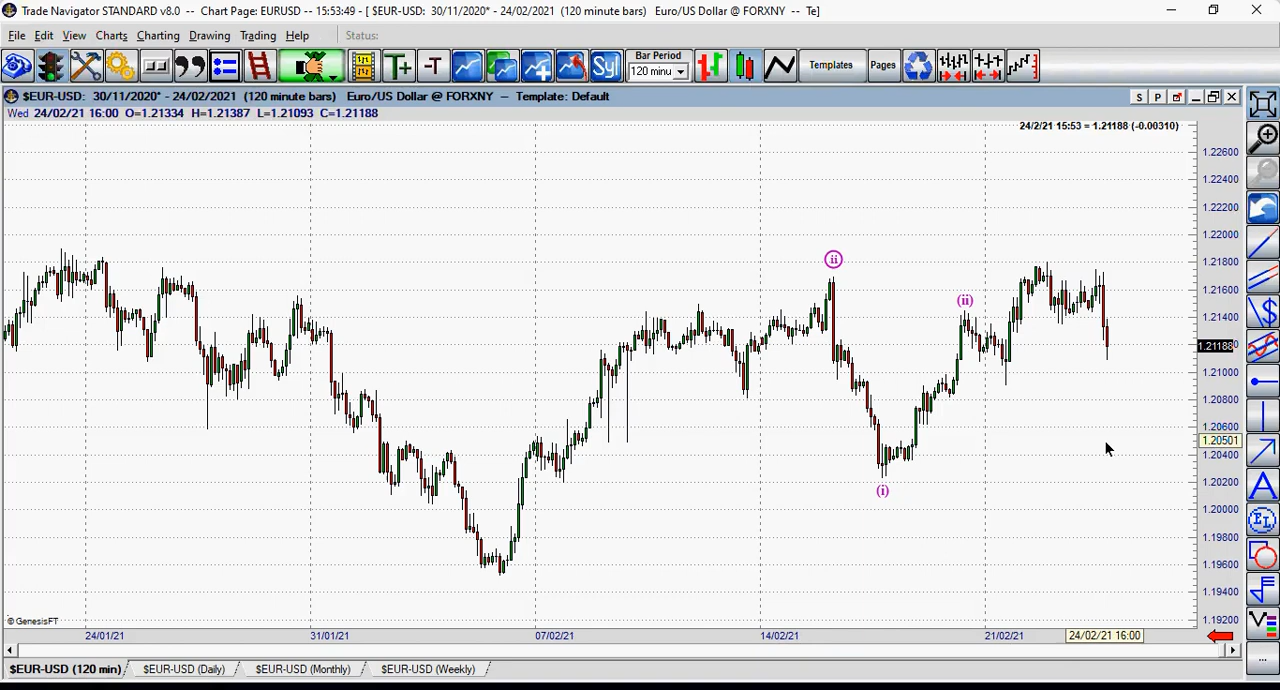 Trade Navigator STANDARD v8.0 -- Chart Page: EURUSD -- 15:53:49 - [ $EUR-USD: 30/11/2020* - 24/02/2021 (120 minute bars) Euro/US Dollar @ FORXNY -- Te]
File Edit View Charts Charting Drawing Trading Help Status:
T+ -T Sy Bar Period 120 minu Templates Pages
$EUR-USD: 30/11/2020* - 24/02/2021 (120 minute bars) Euro/US Dollar @ FORXNY -- Template: Default S P
Wed 24/02/21 16:00 O=1.21334 H=1.21387 L=1.21093 C=1.21188
24/2/21 15:53 = 1.21188 (-0.00310)
1.22600
1.22400
1.22200
1.22000
ii
1.21800
1.21600
(ii)
1.21400
1.21188
1.21000
1.20800
1.20600
1.20501
1.20400
1.20200
(i)
1.20000
1.19800
1.19600
1.19400
1.19200
© GenesisFT
24/01/21 31/01/21 07/02/21 14/02/21 21/02/21 24/02/21 16:00
$EUR-USD (120 min) $EUR-USD (Daily) $EUR-USD (Monthly) $EUR-USD (Weekly)
$
A
EL
V
...